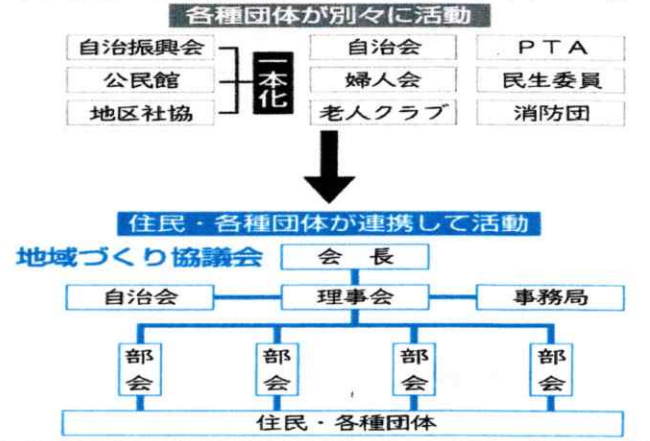 各種団体が別々に活動
自治振興会
自治会
PTA
公民館
一本化
婦人会
民生委員
地区社協
老人クラブ
消防団
住民・各種団体が連携して活動
地域づくり協議会
会長
自治会
理事会
事務局
部会
部会
部会
部会
住民・各種団体